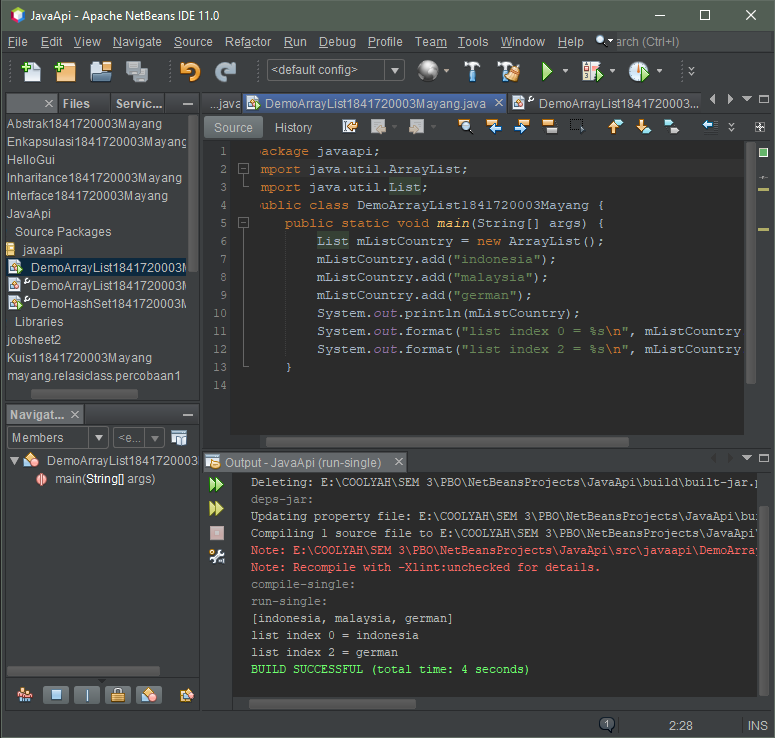 JavaApi - Apache NetBeans IDE 11.0
File Edit View Navigate Source Refactor Run Debug Profile Team Tools Window Help arch (Ctrl+I)
<default config>
Files Servic...
...java DemoArrayList1841720003Mayang.java DemoArrayList1841720003...
Source History
Abstrak1841720003Mayang
Enkapsulasi1841720003Mayang
HelloGui
Inharitance1841720003Mayang
Interface1841720003Mayang
JavaApi
Source Packages
javaapi
DemoArrayList1841720003M
DemoArrayList1841720003M
DemoHashSet1841720003M
Libraries
jobsheet2
Kuis11841720003Mayang
mayang.relasiclass.percobaan1
1 ackage javaapi;
2 mport java.util.ArrayList;
3 mport java.util.List;
4 ublic class DemoArrayList1841720003Mayang {
5 public static void main(String[] args) {
6 List mListCountry = new ArrayList();
7 mListCountry.add("indonesia");
8 mListCountry.add("malaysia");
9 mListCountry.add("german");
10 System.out.println(mListCountry);
11 System.out.format("list index 0 = %s\n", mListCountry
12 System.out.format("list index 2 = %s\n", mListCountry
13 }
14
Navigat...
Members <e...
DemoArrayList1841720003
main(String[] args)
Output - JavaApi (run-single)
Deleting: E:\COOLYAH\SEM 3\PBO\NetBeansProjects\JavaApi\build\built-jar.p
deps-jar:
Updating property file: E:\COOLYAH\SEM 3\PBO\NetBeansProjects\JavaApi\bui
Compiling 1 source file to E:\COOLYAH\SEM 3\PBO\NetBeansProjects\JavaApi\
Note: E:\COOLYAH\SEM 3\PBO\NetBeansProjects\JavaApi\src\javaapi\DemoArray
Note: Recompile with -Xlint:unchecked for details.
compile-single:
run-single:
[indonesia, malaysia, german]
list index 0 = indonesia
list index 2 = german
BUILD SUCCESSFUL (total time: 4 seconds)
1 2:28 INS